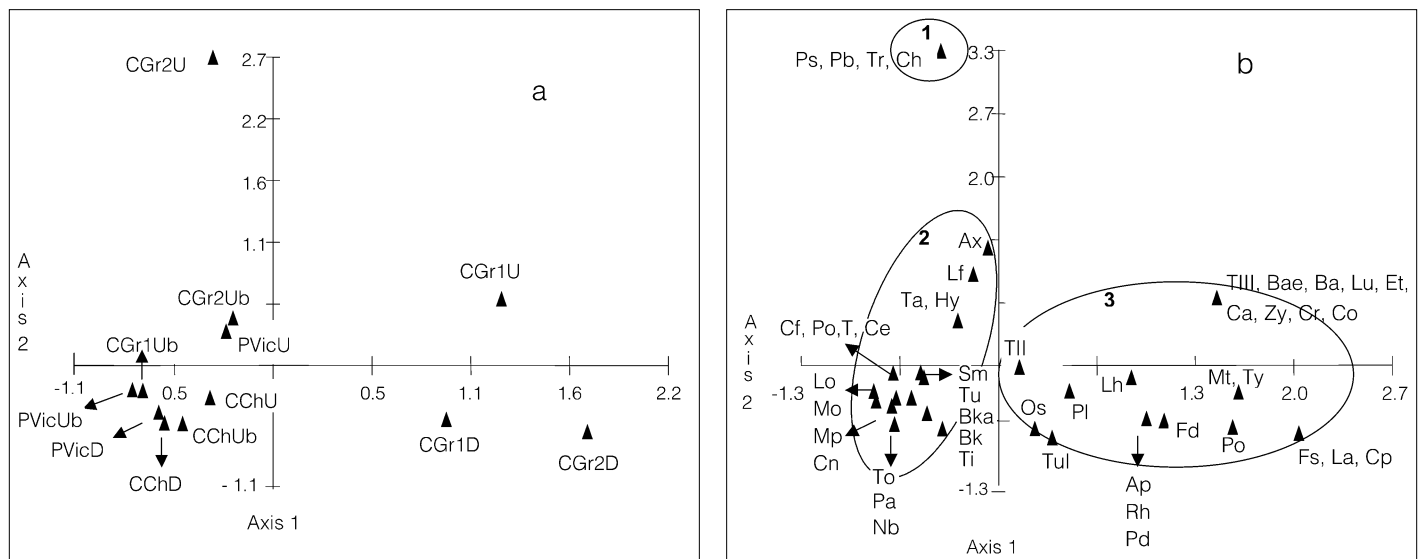 a
CGr2U
2.7
2.2
1.6
1.1
CGr1U
CGr2Ub
PVicU
CGr1Ub
Axis 2
-1.1
0.5
0.5
1.1
1.6
2.2
PVicUb
PVicD
CChU
CChUb
CChD
CGr1D
CGr2D
- 1.1
Axis 1
b
1
Ps, Pb, Tr, Ch
3.3
2.7
2.0
2
Ax
Lf
Ta, Hy
Cf, Po,T, Ce
3
TIII, Bae, Ba, Lu, Et,
Ca, Zy, Cr, Co
TII
Axis 2
-1.3
1.3
2.0
2.7
Lo
Mo
Mp
Cn
Sm
Tu
Bka
Bk
Ti
To
Pa
Nb
Os
Tul
Pl
Lh
Fd
Mt, Ty
Po
Fs, La, Cp
Ap
Rh
Pd
-1.3
Axis 1